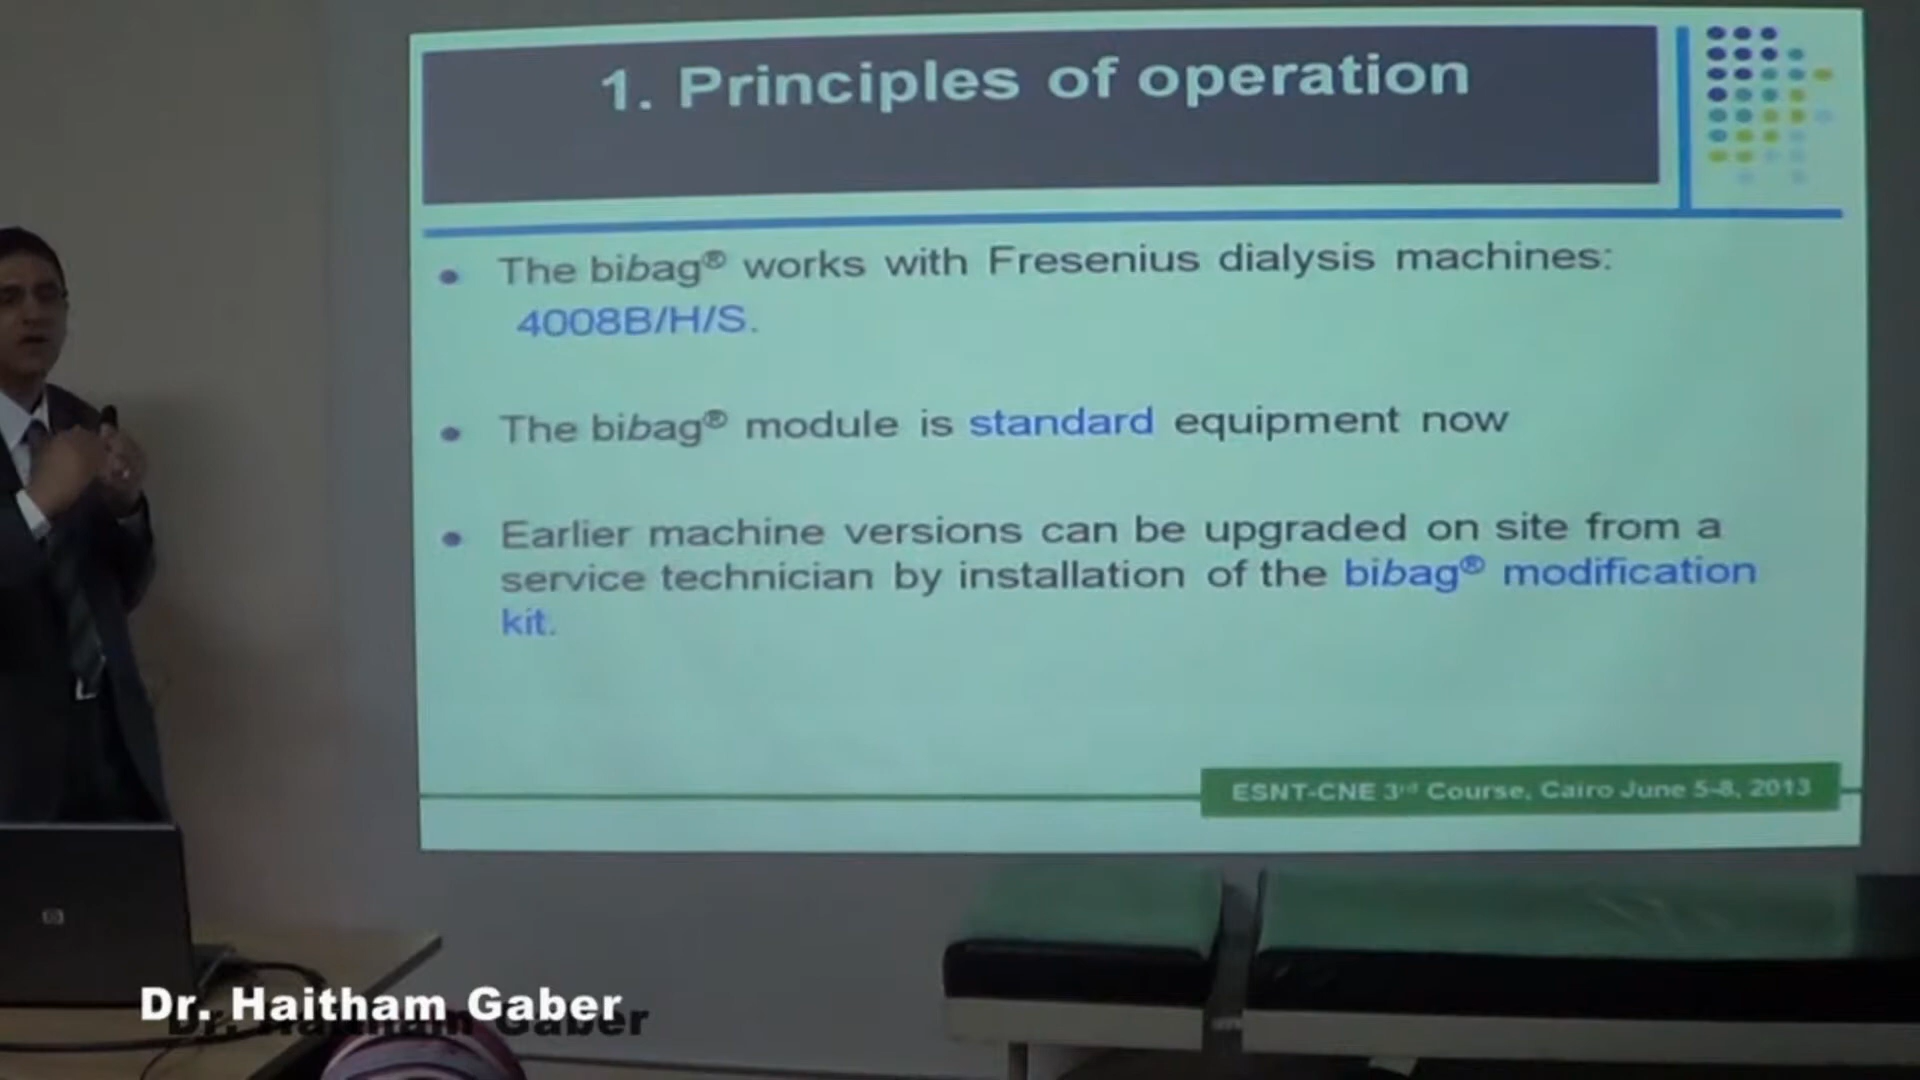 1. Principles of operation
• The bibag® works with Fresenius dialysis machines:
4008B/H/S.
• The bibag® module is standard equipment now
• Earlier machine versions can be upgraded on site from a
service technician by installation of the bibag® modification
kit.
ESNT-CNE 3rd Course, Cairo June 5-8, 2013
hp
Dr. Haitham Gaber